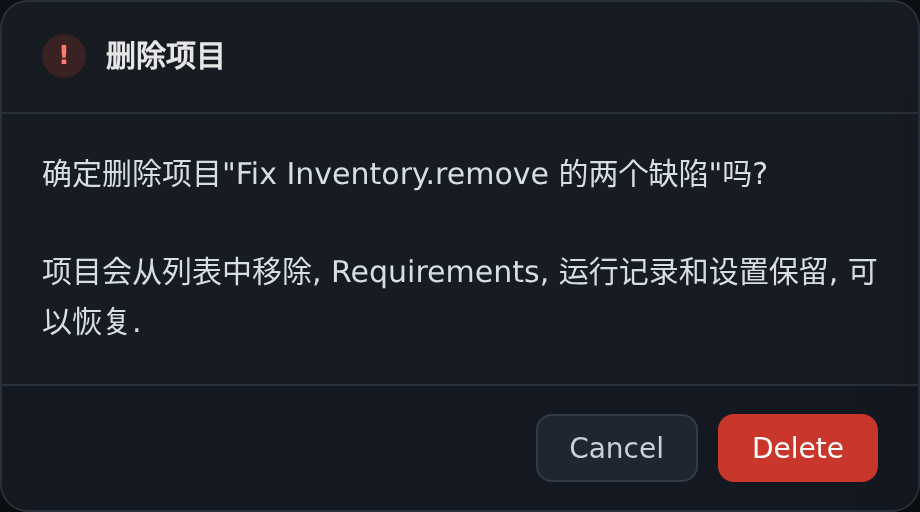 !
删除项目
确定删除项目"Fix Inventory.remove 的两个缺陷"吗?
项目会从列表中移除, Requirements, 运行记录和设置保留, 可
以恢复.
Cancel
Delete